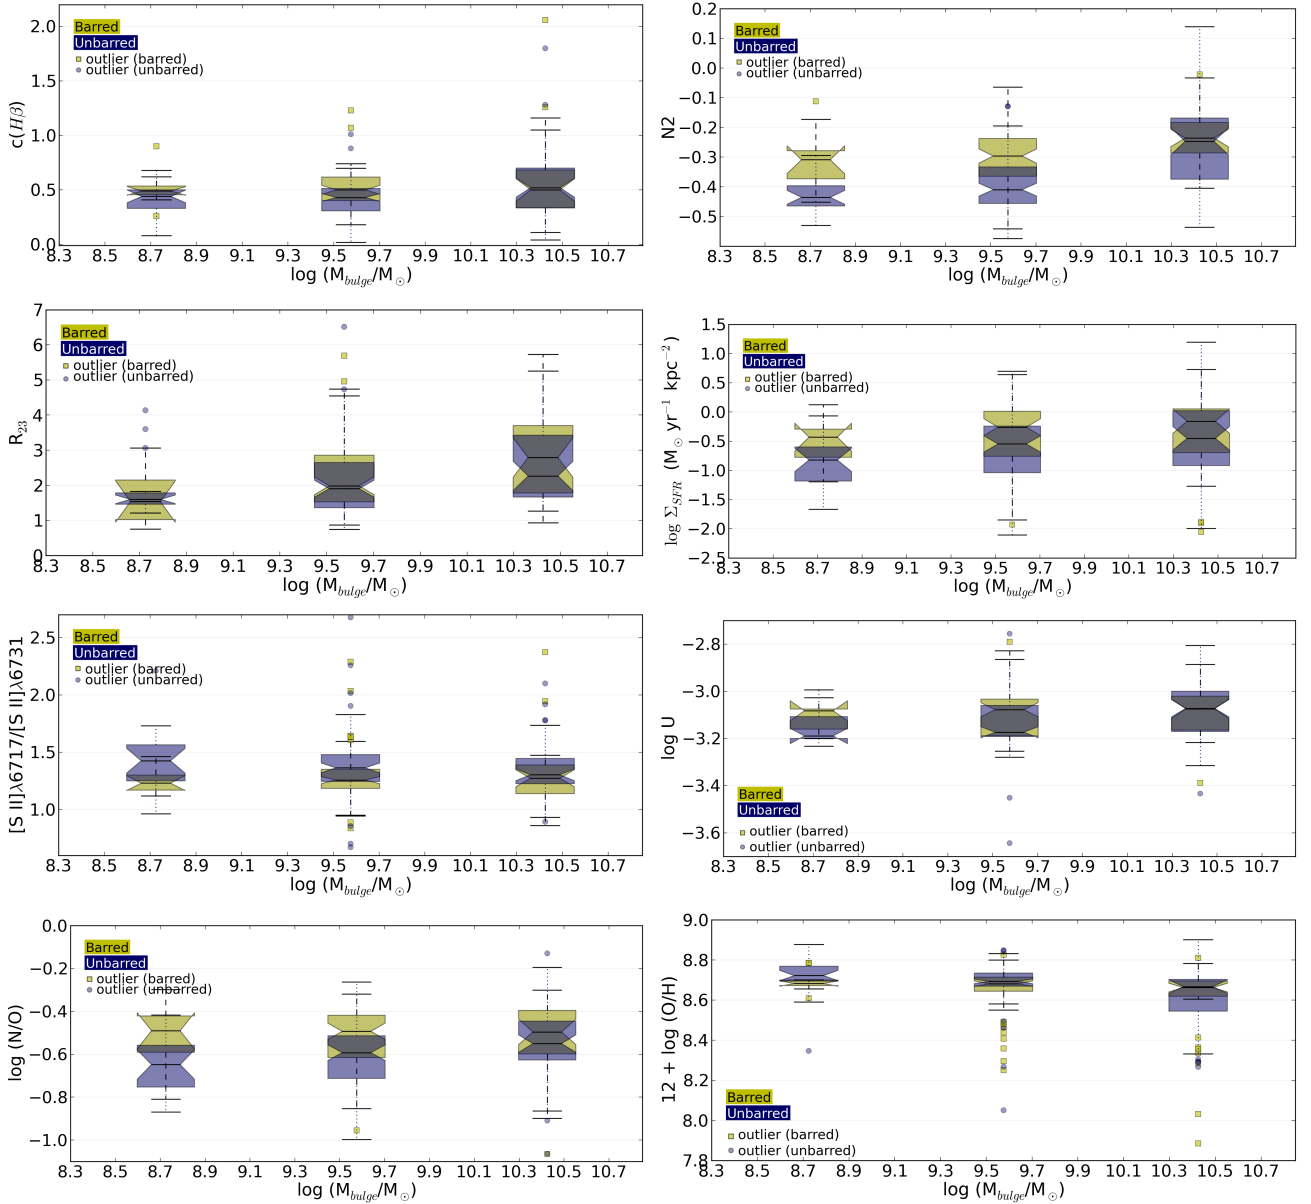 2.0
1.5
1.0
0.5
0.0
c(Hβ)
Barred
Unbarred
outlier (barred)
outlier (unbarred)
8.3 8.5 8.7 8.9 9.1 9.3 9.5 9.7 9.9 10.1 10.3 10.5 10.7
log (M_bulge/M_⊙)
0.2
0.1
0.0
−0.1
−0.2
−0.3
−0.4
−0.5
N2
Barred
Unbarred
outlier (barred)
outlier (unbarred)
8.3 8.5 8.7 8.9 9.1 9.3 9.5 9.7 9.9 10.1 10.3 10.5 10.7
log (M_bulge/M_⊙)
7
6
5
4
3
2
1
0
R_23
Barred
Unbarred
outlier (barred)
outlier (unbarred)
8.3 8.5 8.7 8.9 9.1 9.3 9.5 9.7 9.9 10.1 10.3 10.5 10.7
log (M_bulge/M_⊙)
1.5
1.0
0.5
0.0
−0.5
−1.0
−1.5
−2.0
−2.5
log Σ_SFR (M_⊙ yr^−1 kpc^−2)
Barred
Unbarred
outlier (barred)
outlier (unbarred)
8.3 8.5 8.7 8.9 9.1 9.3 9.5 9.7 9.9 10.1 10.3 10.5 10.7
log (M_bulge/M_⊙)
2.5
2.0
1.5
1.0
[S II]λ6717/[S II]λ6731
Barred
Unbarred
outlier (barred)
outlier (unbarred)
8.3 8.5 8.7 8.9 9.1 9.3 9.5 9.7 9.9 10.1 10.3 10.5 10.7
log (M_bulge/M_⊙)
−2.8
−3.0
−3.2
−3.4
−3.6
log U
Barred
Unbarred
outlier (barred)
outlier (unbarred)
8.3 8.5 8.7 8.9 9.1 9.3 9.5 9.7 9.9 10.1 10.3 10.5 10.7
log (M_bulge/M_⊙)
0.0
−0.2
−0.4
−0.6
−0.8
−1.0
log (N/O)
Barred
Unbarred
outlier (barred)
outlier (unbarred)
8.3 8.5 8.7 8.9 9.1 9.3 9.5 9.7 9.9 10.1 10.3 10.5 10.7
log (M_bulge/M_⊙)
9.0
8.8
8.6
8.4
8.2
8.0
7.8
12 + log (O/H)
Barred
Unbarred
outlier (barred)
outlier (unbarred)
8.3 8.5 8.7 8.9 9.1 9.3 9.5 9.7 9.9 10.1 10.3 10.5 10.7
log (M_bulge/M_⊙)